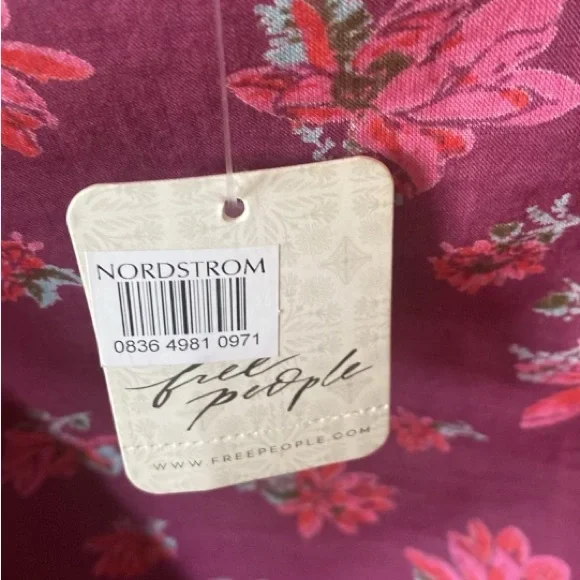 NORDSTROM
0836 4981 0971
free
people
WWW.FREEPEOPLE.COM